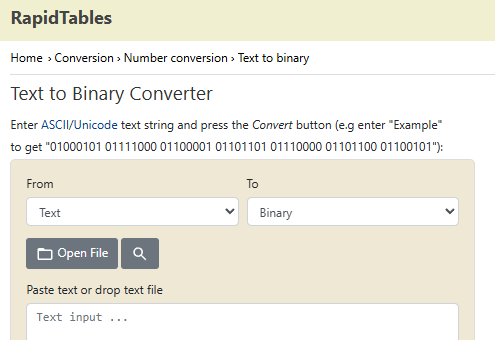 RapidTables
Home › Conversion › Number conversion › Text to binary
Text to Binary Converter
Enter ASCII/Unicode text string and press the Convert button (e.g enter "Example"
to get "01000101 01111000 01100001 01101101 01110000 01101100 01100101"):
From To
Text Binary
Open File
Paste text or drop text file
Text input ...